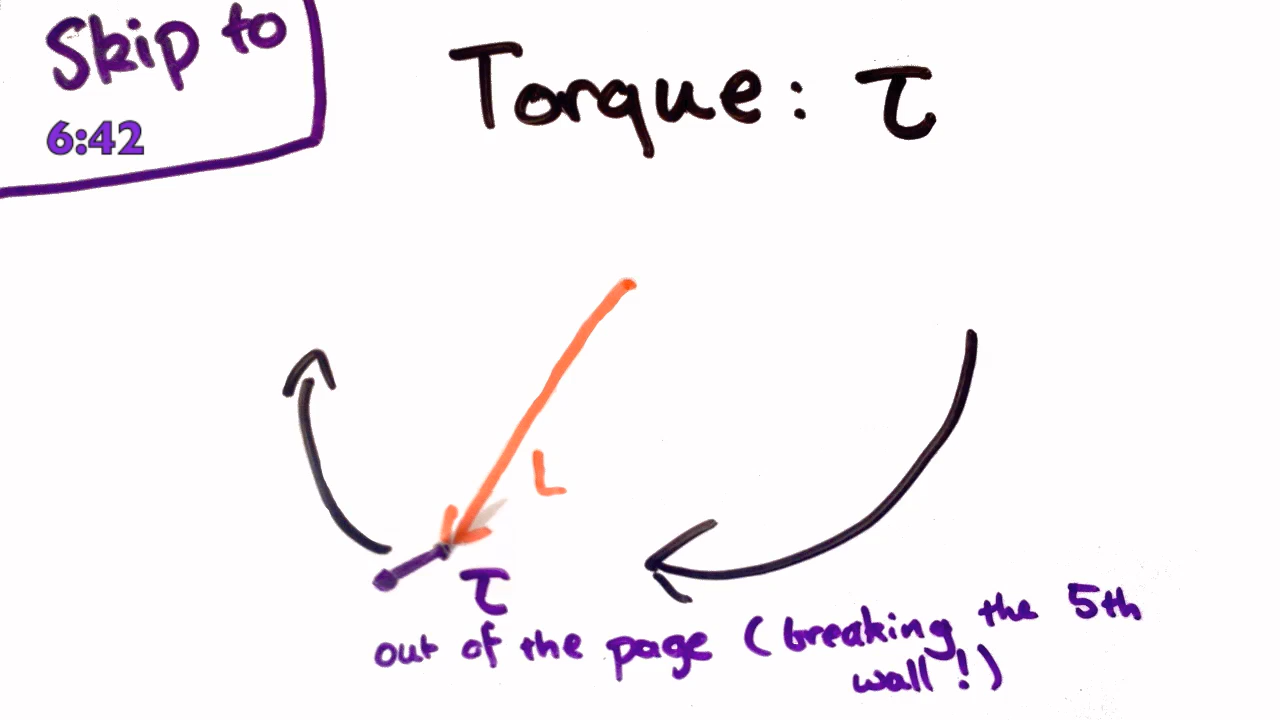 Skip to
6:42
Torque: τ
L
τ
out of the page (breaking the 5th
wall!)